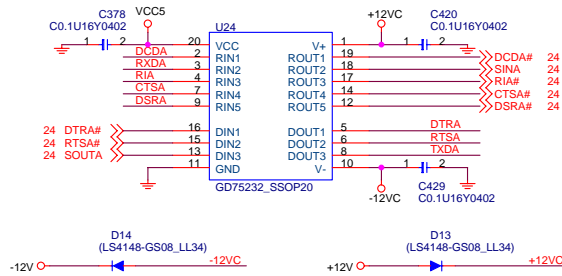 C378 VCC5 U24 +12VC C420
C0.1U16Y0402 C0.1U16Y0402
1 2 20 VCC V+ 1 1 2
DCDA 2 RIN1 ROUT1 19 DCDA# 24
RXDA 3 RIN2 ROUT2 18 SINA 24
RIA 4 RIN3 ROUT3 17 RIA# 24
CTSA 7 RIN4 ROUT4 14 CTSA# 24
DSRA 9 RIN5 ROUT5 12 DSRA# 24
24 DTRA# 16 DIN1 DOUT1 5 DTRA
24 RTSA# 15 DIN2 DOUT2 6 RTSA
24 SOUTA 13 DIN3 DOUT3 8 TXDA
11 GND V- 10 1 2
GD75232_SSOP20 -12VC C429
C0.1U16Y0402
D14 D13
(LS4148-GS08_LL34) (LS4148-GS08_LL34)
-12V -12VC +12V +12VC